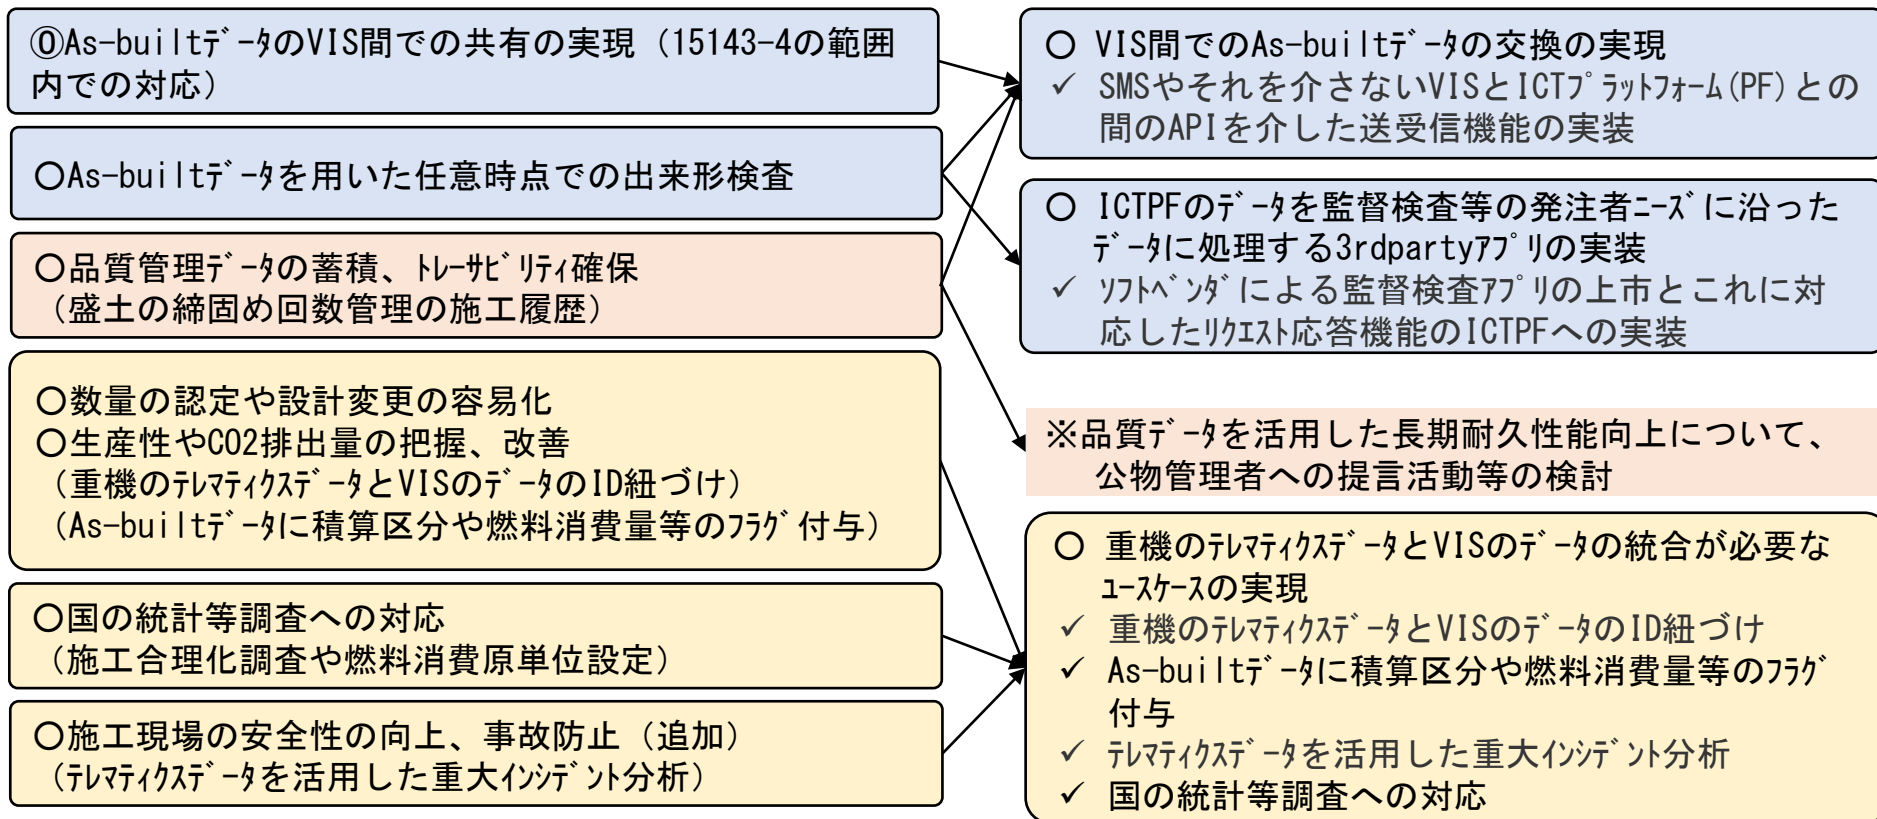 ⓪As-builtﾃﾞｰﾀのVIS間での共有の実現（15143-4の範囲
内での対応）
〇As-builtﾃﾞｰﾀを用いた任意時点での出来形検査
〇品質管理ﾃﾞｰﾀの蓄積、ﾄﾚｰｻﾋﾞﾘﾃｨ確保
（盛土の締固め回数管理の施工履歴）
〇数量の認定や設計変更の容易化
〇生産性やCO2排出量の把握、改善
（重機のﾃﾚﾏﾃｨｸｽﾃﾞｰﾀとVISのﾃﾞｰﾀのID紐づけ）
（As-builtﾃﾞｰﾀに積算区分や燃料消費量等のﾌﾗｸﾞ付与）
〇国の統計等調査への対応
（施工合理化調査や燃料消費原単位設定）
〇施工現場の安全性の向上、事故防止（追加）
（ﾃﾚﾏﾃｨｸｽﾃﾞｰﾀを活用した重大ｲﾝｼﾃﾞﾝﾄ分析）
〇 VIS間でのAs-builtﾃﾞｰﾀの交換の実現
✓ SMSやそれを介さないVISとICTﾌﾟﾗｯﾄﾌｫｰﾑ(PF)との
間のAPIを介した送受信機能の実装
〇 ICTPFのﾃﾞｰﾀを監督検査等の発注者ﾆｰｽﾞに沿った
ﾃﾞｰﾀに処理する3rdpartyｱﾌﾟﾘの実装
✓ ｿﾌﾄﾍﾞﾝﾀﾞによる監督検査ｱﾌﾟﾘの上市とこれに対
応したﾘｸｴｽﾄ応答機能のICTPFへの実装
※品質ﾃﾞｰﾀを活用した長期耐久性能向上について、
公物管理者への提言活動等の検討
〇 重機のﾃﾚﾏﾃｨｸｽﾃﾞｰﾀとVISのﾃﾞｰﾀの統合が必要な
ﾕｰｽｹｰｽの実現
✓ 重機のﾃﾚﾏﾃｨｸｽﾃﾞｰﾀとVISのﾃﾞｰﾀのID紐づけ
✓ As-builtﾃﾞｰﾀに積算区分や燃料消費量等のﾌﾗｸﾞ
付与
✓ ﾃﾚﾏﾃｨｸｽﾃﾞｰﾀを活用した重大ｲﾝｼﾃﾞﾝﾄ分析
✓ 国の統計等調査への対応